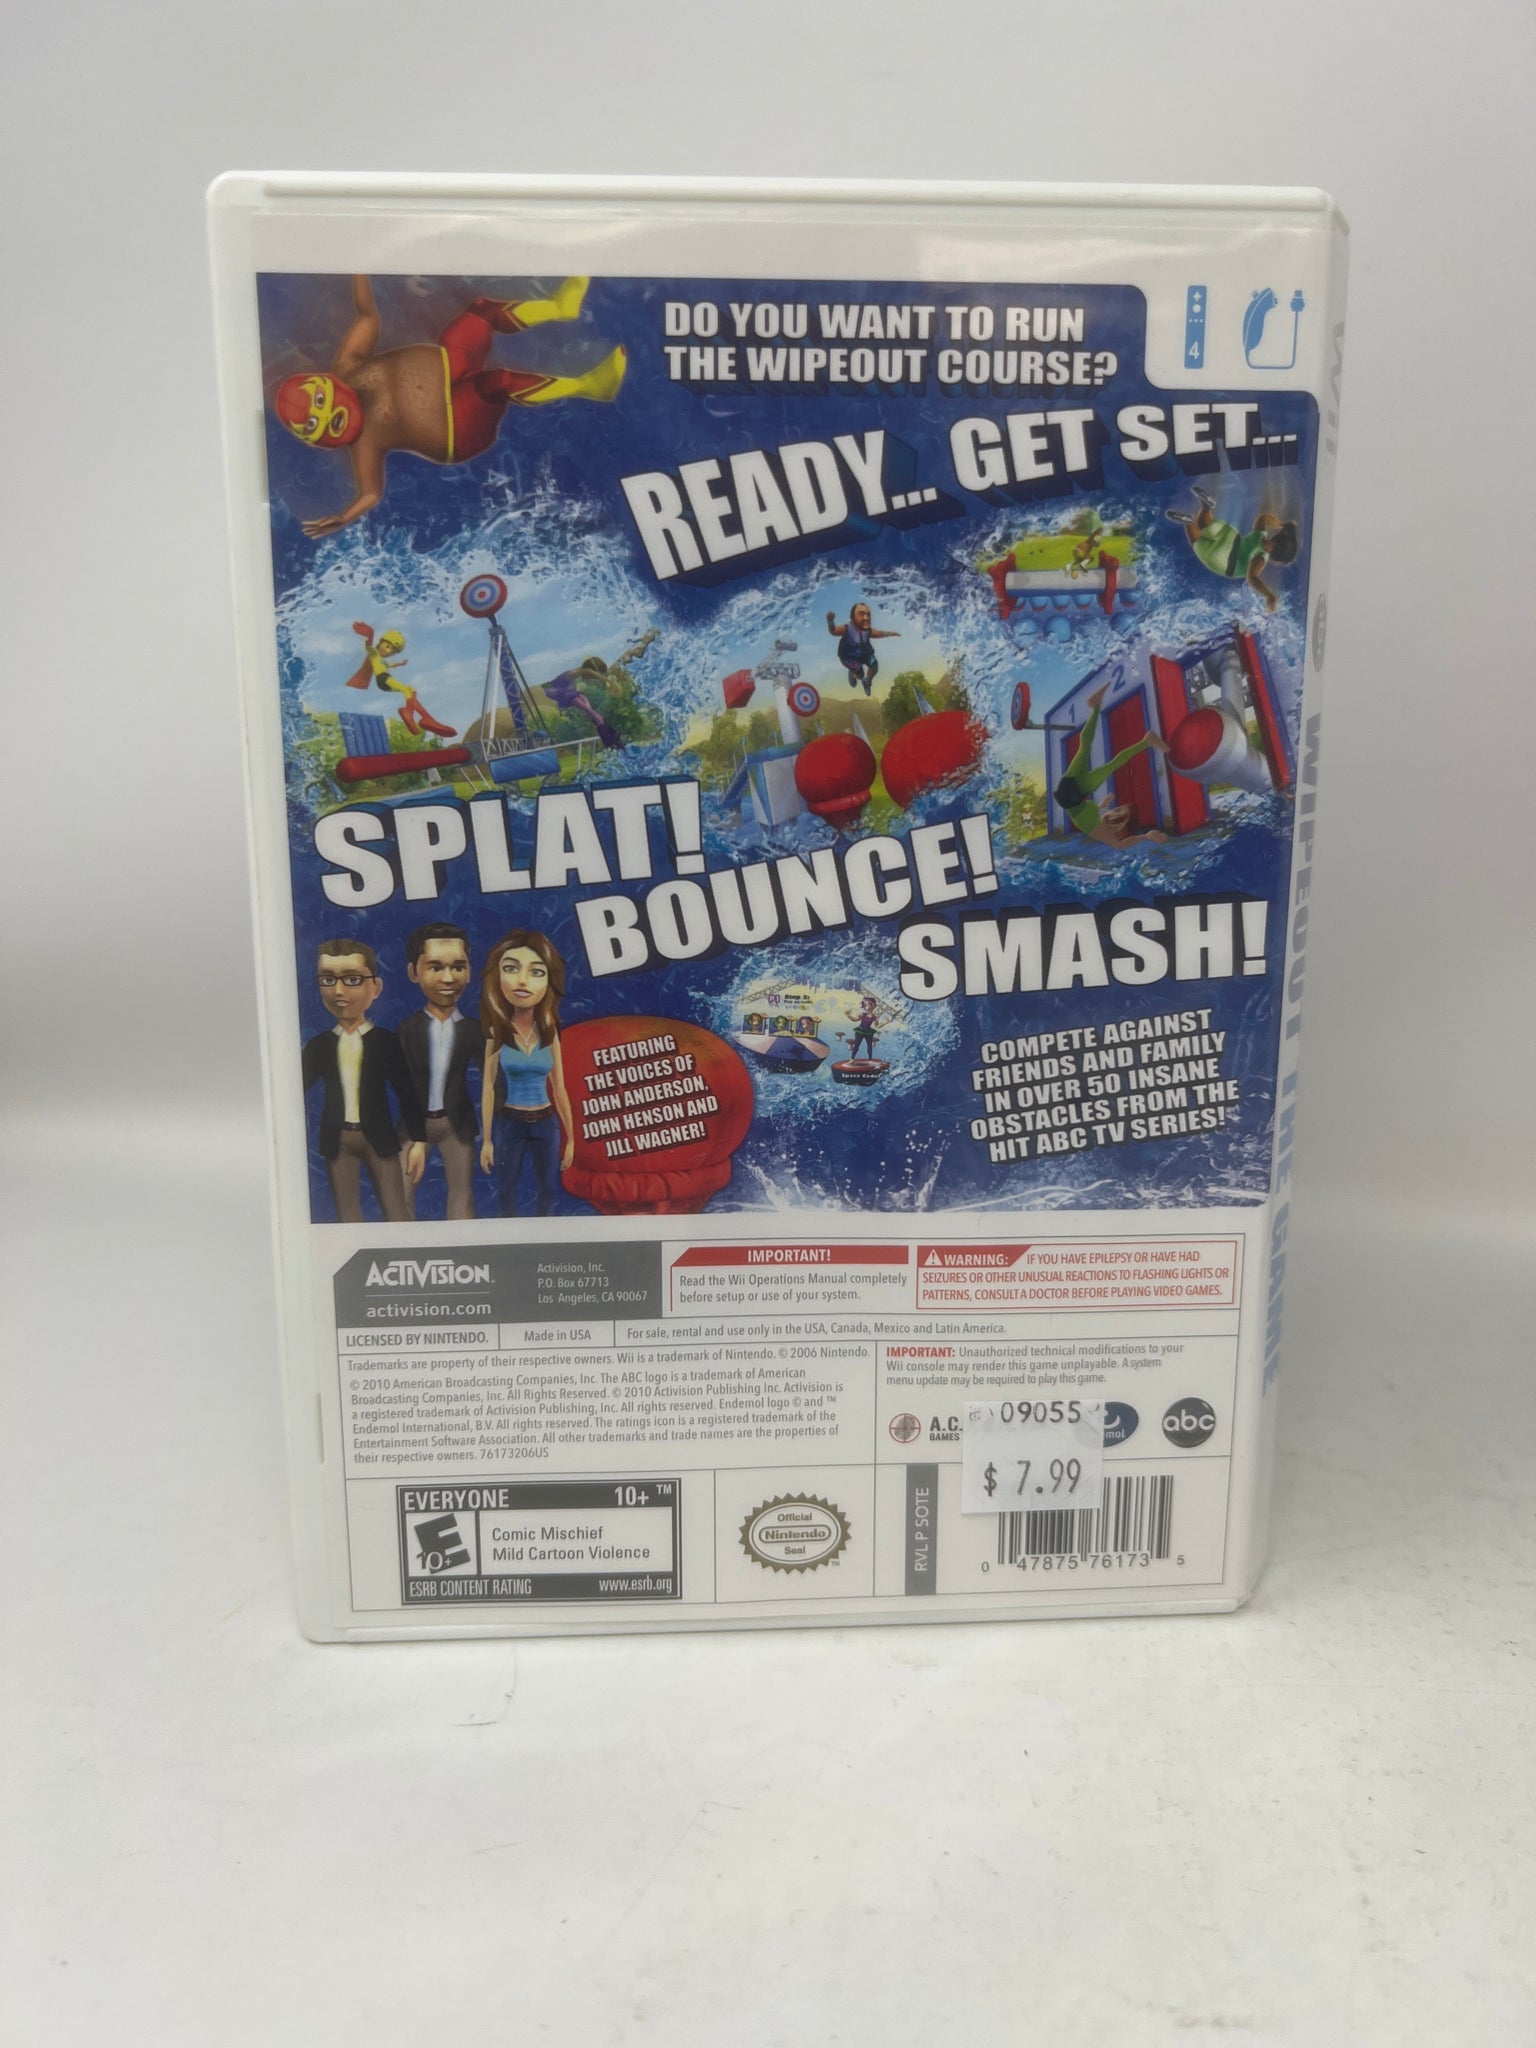 DO YOU WANT TO RUN
THE WIPEOUT COURSE?
4
READY... GET SET...
SPLAT!
BOUNCE!
SMASH!
FEATURING
THE VOICES OF
JOHN ANDERSON,
JOHN HENSON AND
JILL WAGNER!
COMPETE AGAINST
FRIENDS AND FAMILY
IN OVER 50 INSANE
OBSTACLES FROM THE
HIT ABC TV SERIES!
Wii
abc
WIPEOUT THE GAME
ACTIVISION.
activision.com
Activision, Inc.
P.O. Box 67713
Los Angeles, CA 90067
IMPORTANT!
Read the Wii Operations Manual completely
before setup or use of your system.
WARNING: IF YOU HAVE EPILEPSY OR HAVE HAD
SEIZURES OR OTHER UNUSUAL REACTIONS TO FLASHING LIGHTS OR
PATTERNS, CONSULT A DOCTOR BEFORE PLAYING VIDEO GAMES.
LICENSED BY NINTENDO.
Made in USA
For sale, rental and use only in the USA, Canada, Mexico and Latin America.
Trademarks are property of their respective owners. Wii is a trademark of Nintendo. © 2006 Nintendo.
© 2010 American Broadcasting Companies, Inc. The ABC logo is a trademark of American
Broadcasting Companies, Inc. All Rights Reserved. © 2010 Activision Publishing Inc. Activision is
a registered trademark of Activision Publishing, Inc. All rights reserved. Endemol logo © and ™
Endemol International, B.V. All rights reserved. The ratings icon is a registered trademark of the
Entertainment Software Association. All other trademarks and trade names are the properties of
their respective owners. 76173206US
IMPORTANT: Unauthorized technical modifications to your
Wii console may render this game unplayable. A system
menu update may be required to play this game.
A.C.
GAMES
09055
$ 7.99
emol
abc
EVERYONE 10+ ™
E
10+
Comic Mischief
Mild Cartoon Violence
ESRB CONTENT RATING www.esrb.org
Official
Nintendo
Seal
™
RVL P SOTE
0 47875 76173 5